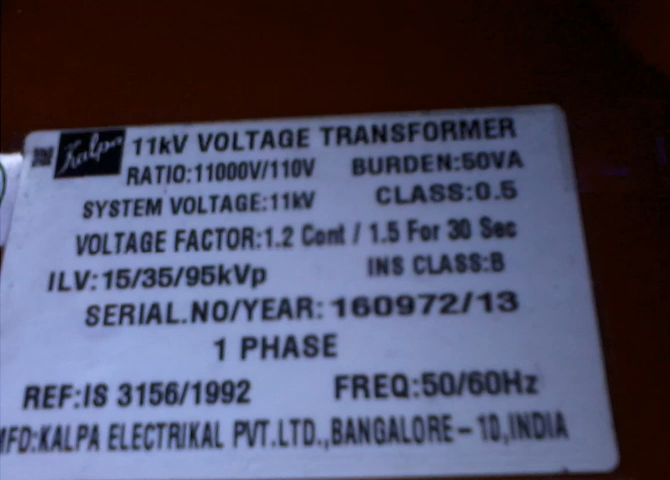 Kalpa 11kV VOLTAGE TRANSFORMER
RATIO:11000V/110V BURDEN:50VA
SYSTEM VOLTAGE:11kV CLASS:0.5
VOLTAGE FACTOR:1.2 Cont / 1.5 For 30 Sec
ILV:15/35/95kVp INS CLASS:B
SERIAL.NO/YEAR: 160972/13
1 PHASE
REF:IS 3156/1992 FREQ:50/60Hz
MFD:KALPA ELECTRIKAL PVT.LTD.,BANGALORE – 10,INDIA